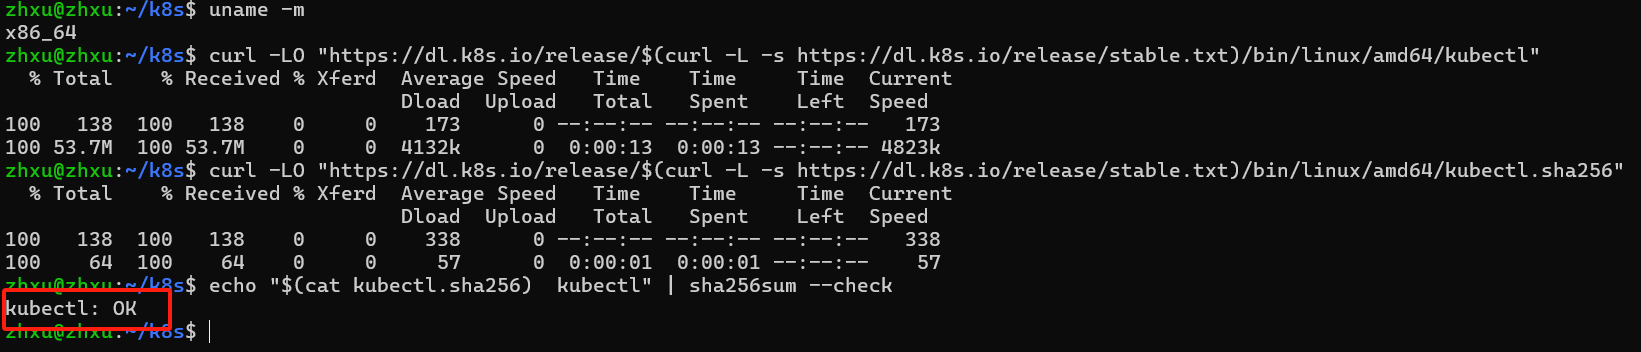 zhxu@zhxu:~/k8s$ uname -m
x86_64
zhxu@zhxu:~/k8s$ curl -LO "https://dl.k8s.io/release/$(curl -L -s https://dl.k8s.io/release/stable.txt)/bin/linux/amd64/kubectl"
  % Total    % Received % Xferd  Average Speed   Time    Time     Time  Current
                                 Dload  Upload   Total   Spent    Left  Speed
100   138  100   138    0     0    173      0 --:--:-- --:--:-- --:--:--   173
100 53.7M  100 53.7M    0     0  4132k      0  0:00:13  0:00:13 --:--:-- 4823k
zhxu@zhxu:~/k8s$ curl -LO "https://dl.k8s.io/release/$(curl -L -s https://dl.k8s.io/release/stable.txt)/bin/linux/amd64/kubectl.sha256"
  % Total    % Received % Xferd  Average Speed   Time    Time     Time  Current
                                 Dload  Upload   Total   Spent    Left  Speed
100   138  100   138    0     0    338      0 --:--:-- --:--:-- --:--:--   338
100    64  100    64    0     0     57      0  0:00:01  0:00:01 --:--:--    57
zhxu@zhxu:~/k8s$ echo "$(cat kubectl.sha256)  kubectl" | sha256sum --check
kubectl: OK
zhxu@zhxu:~/k8s$